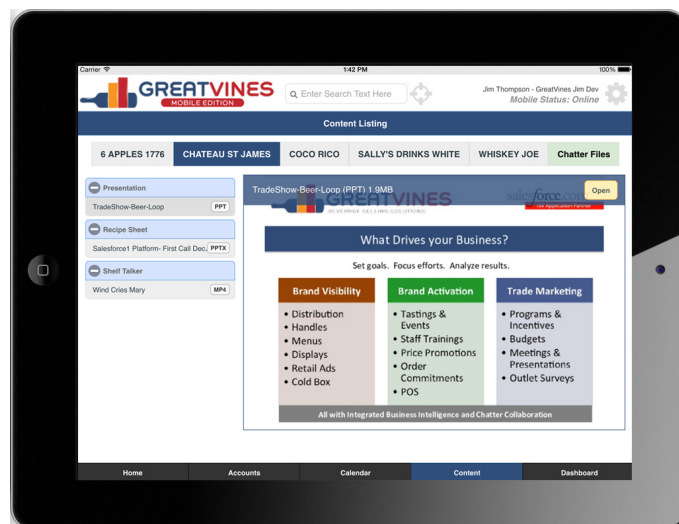 Carrier
1:42 PM
100%
GREATVINES
MOBILE EDITION
Enter Search Text Here
Jim Thompson - GreatVines Jim Dev
Mobile Status: Online
Content Listing
6 APPLES 1776
CHATEAU ST JAMES
COCO RICO
SALLY'S DRINKS WHITE
WHISKEY JOE
Chatter Files
Presentation
TradeShow-Beer-Loop
PPT
Recipe Sheet
Salesforce1 Platform- First Call Dec.
PPTX
Shelf Talker
Wind Cries Mary
MP4
TradeShow-Beer-Loop (PPT) 1.9MB
Open
GREATVINES
BEVERAGE SELLING SOLUTIONS
salesforce.com
What Drives your Business?
Set goals. Focus efforts. Analyze results.
Brand Visibility
• Distribution
• Handles
• Menus
• Displays
• Retail Ads
• Cold Box
Brand Activation
• Tastings &
Events
• Staff Trainings
• Price Promotions
• Order
Commitments
• POS
Trade Marketing
• Programs &
Incentives
• Budgets
• Meetings &
Presentations
• Outlet Surveys
All with Integrated Business Intelligence and Chatter Collaboration
Home
Accounts
Calendar
Content
Dashboard